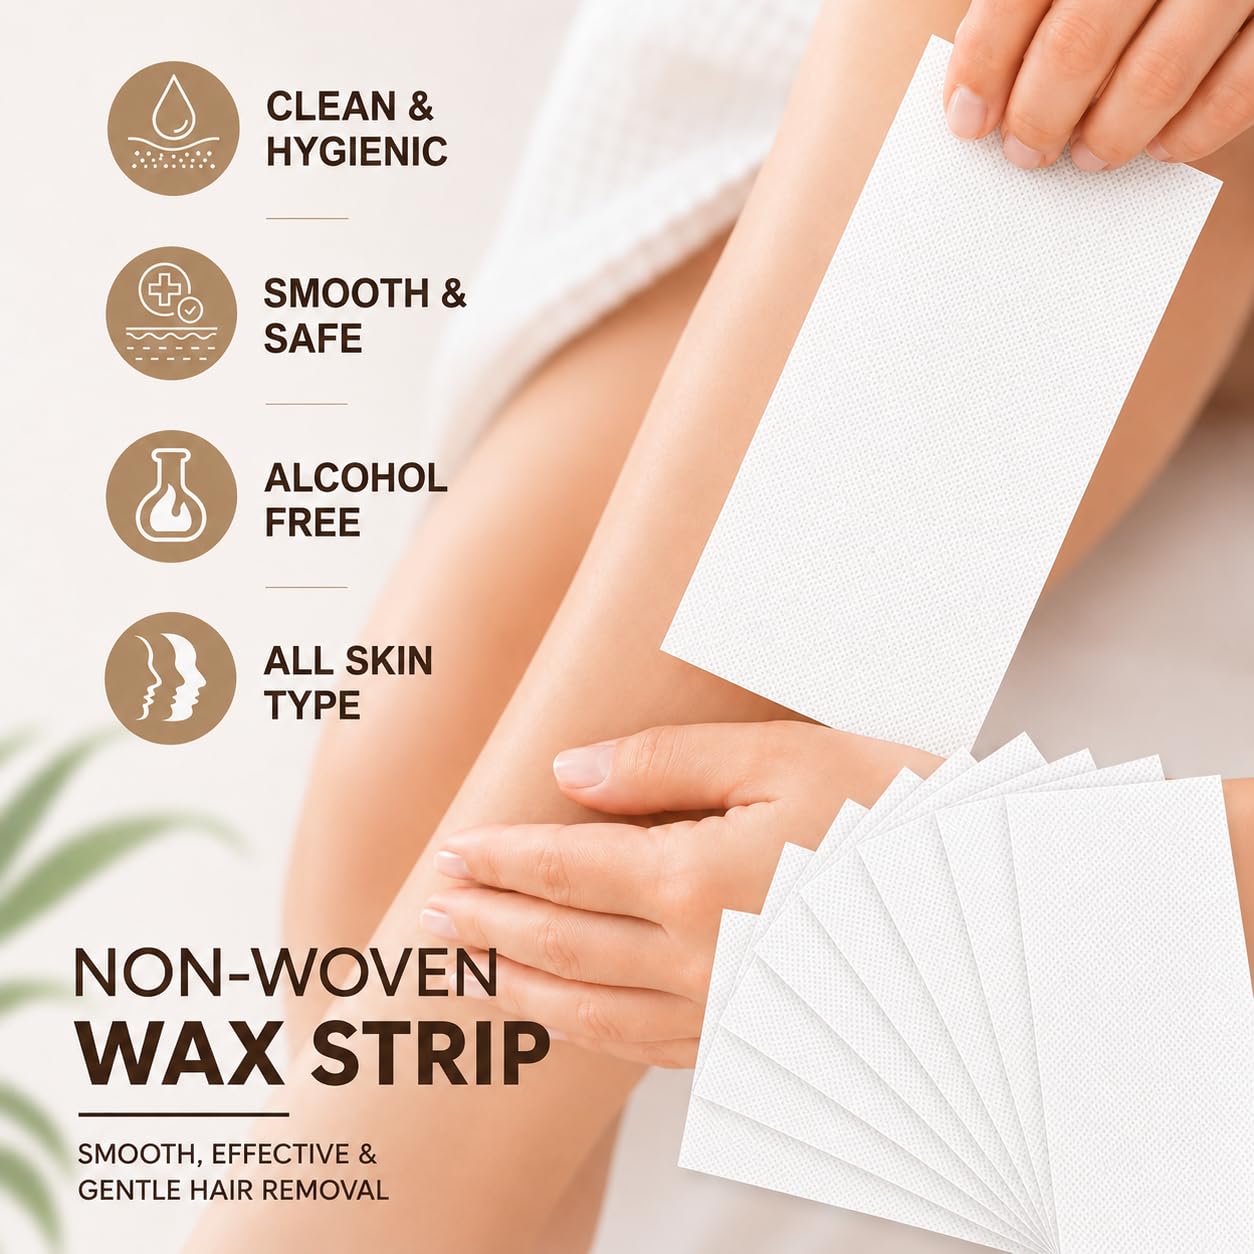 CLEAN &
HYGIENIC
SMOOTH &
SAFE
ALCOHOL
FREE
ALL SKIN
TYPE
NON-WOVEN
WAX STRIP
SMOOTH, EFFECTIVE &
GENTLE HAIR REMOVAL